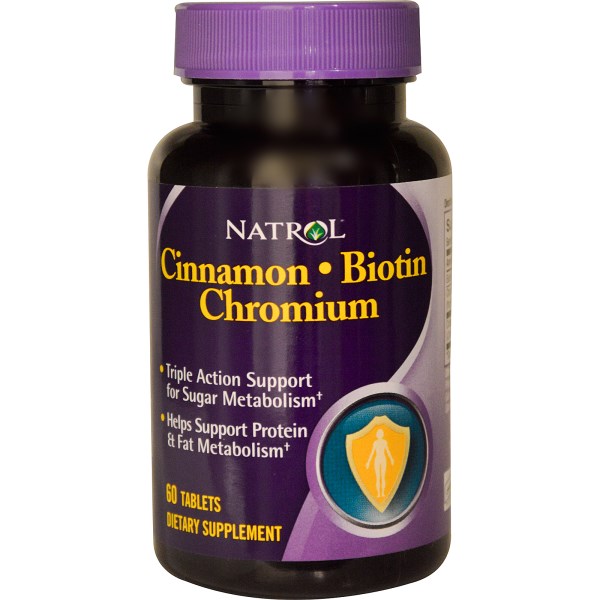 NATROL
Cinnamon • Biotin
Chromium
• Triple Action Support
for Sugar Metabolism†
• Helps Support Protein
& Fat Metabolism†
60 TABLETS
DIETARY SUPPLEMENT